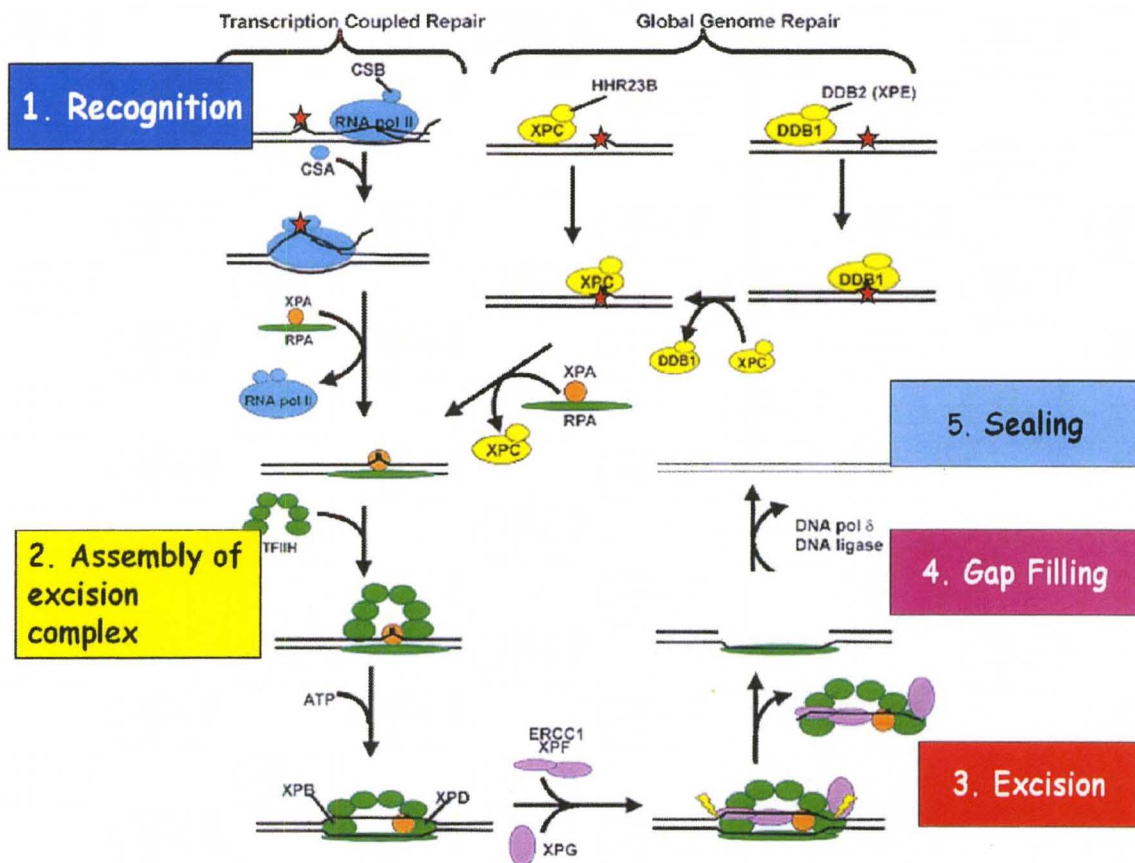 Transcription Coupled Repair
Global Genome Repair
1. Recognition
CSB
RNA pol II
CSA
HHR23B
XPC
DDB2 (XPE)
DDB1
XPC
DDB1
XPA
RPA
RNA pol II
DDB1
XPC
XPA
RPA
XPC
5. Sealing
TFIIH
2. Assembly of
excision
complex
DNA pol δ
DNA ligase
4. Gap Filling
ATP
ERCC1
XPF
3. Excision
XPB
XPD
XPG